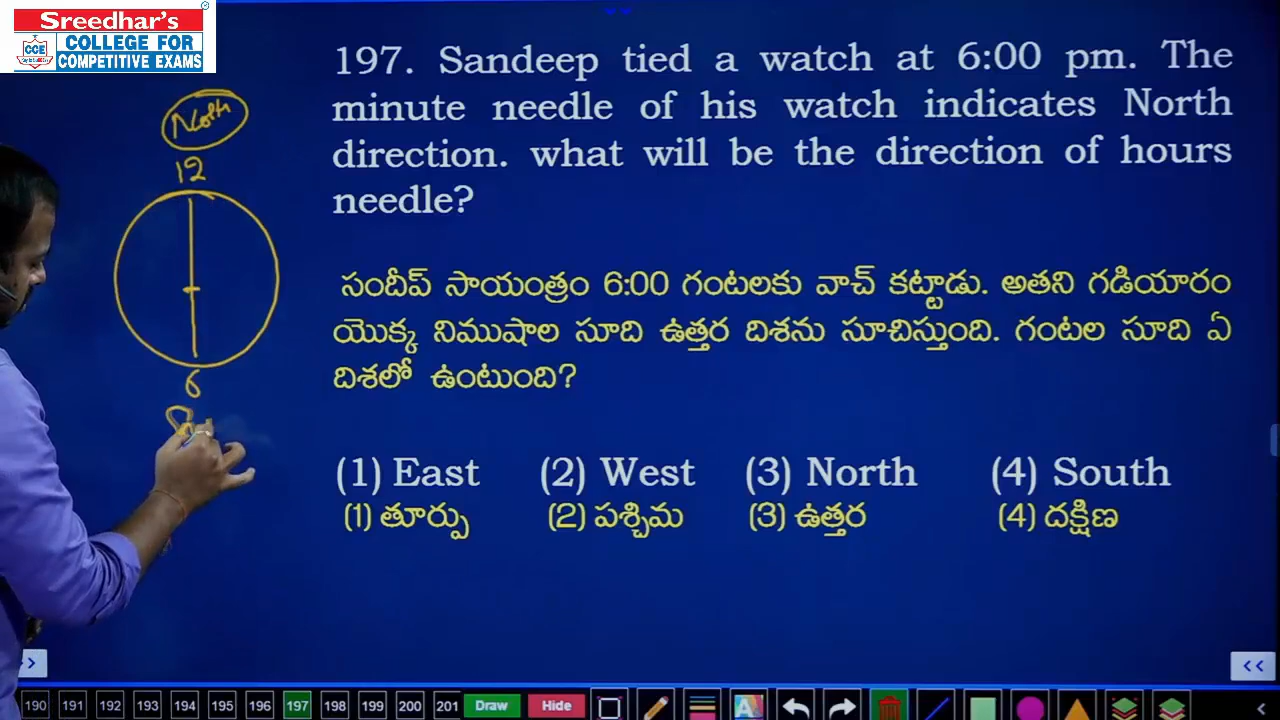 Sreedhar's
CCE
COLLEGE FOR
COMPETITIVE EXAMS
North
12
6
197. Sandeep tied a watch at 6:00 pm. The
minute needle of his watch indicates North
direction. what will be the direction of hours
needle?
సందీప్ సాయంత్రం 6:00 గంటలకు వాచ్ కట్టాడు. అతని గడియారం
యొక్క నిముషాల సూది ఉత్తర దిశను సూచిస్తుంది. గంటల సూది ఏ
దిశలో ఉంటుంది?
(1) East (2) West (3) North (4) South
(1) తూర్పు (2) పశ్చిమ (3) ఉత్తర (4) దక్షిణ
190 191 192 193 194 195 196 197 198 199 200 201 Draw Hide